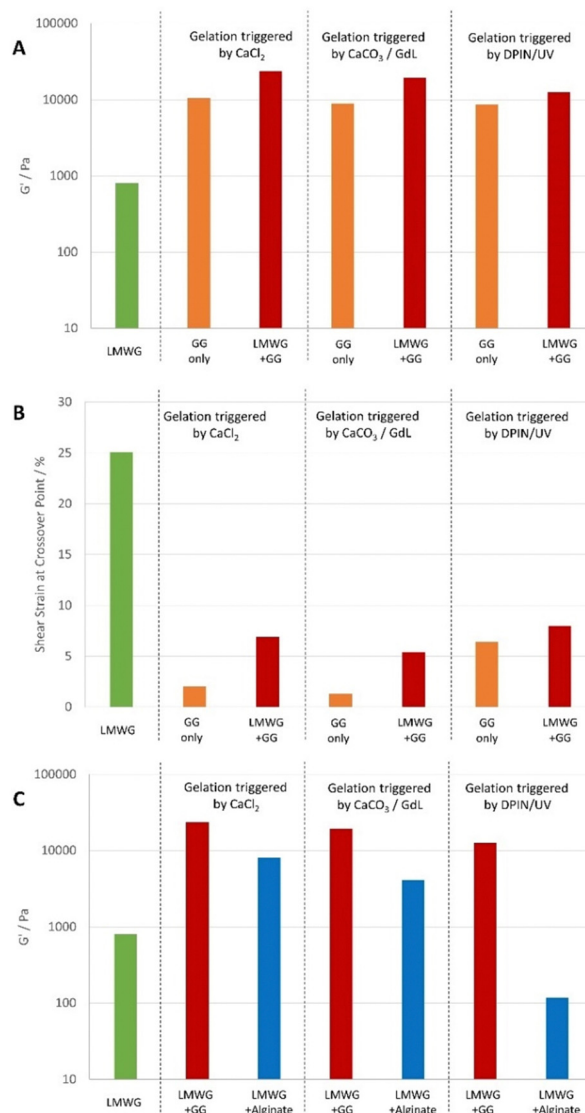 A
100000
10000
1000
100
10
G' / Pa
Gelation triggered
by CaCl₂
Gelation triggered
by CaCO₃ / GdL
Gelation triggered
by DPIN/UV
LMWG
GG
only
LMWG
+GG
GG
only
LMWG
+GG
GG
only
LMWG
+GG
B
30
25
20
15
10
5
0
Shear Strain at Crossover Point / %
Gelation triggered
by CaCl₂
Gelation triggered
by CaCO₃ / GdL
Gelation triggered
by DPIN/UV
LMWG
GG
only
LMWG
+GG
GG
only
LMWG
+GG
GG
only
LMWG
+GG
C
100000
10000
1000
100
10
G' / Pa
Gelation triggered
by CaCl₂
Gelation triggered
by CaCO₃ / GdL
Gelation triggered
by DPIN/UV
LMWG
LMWG
+GG
LMWG
+Alginate
LMWG
+GG
LMWG
+Alginate
LMWG
+GG
LMWG
+Alginate